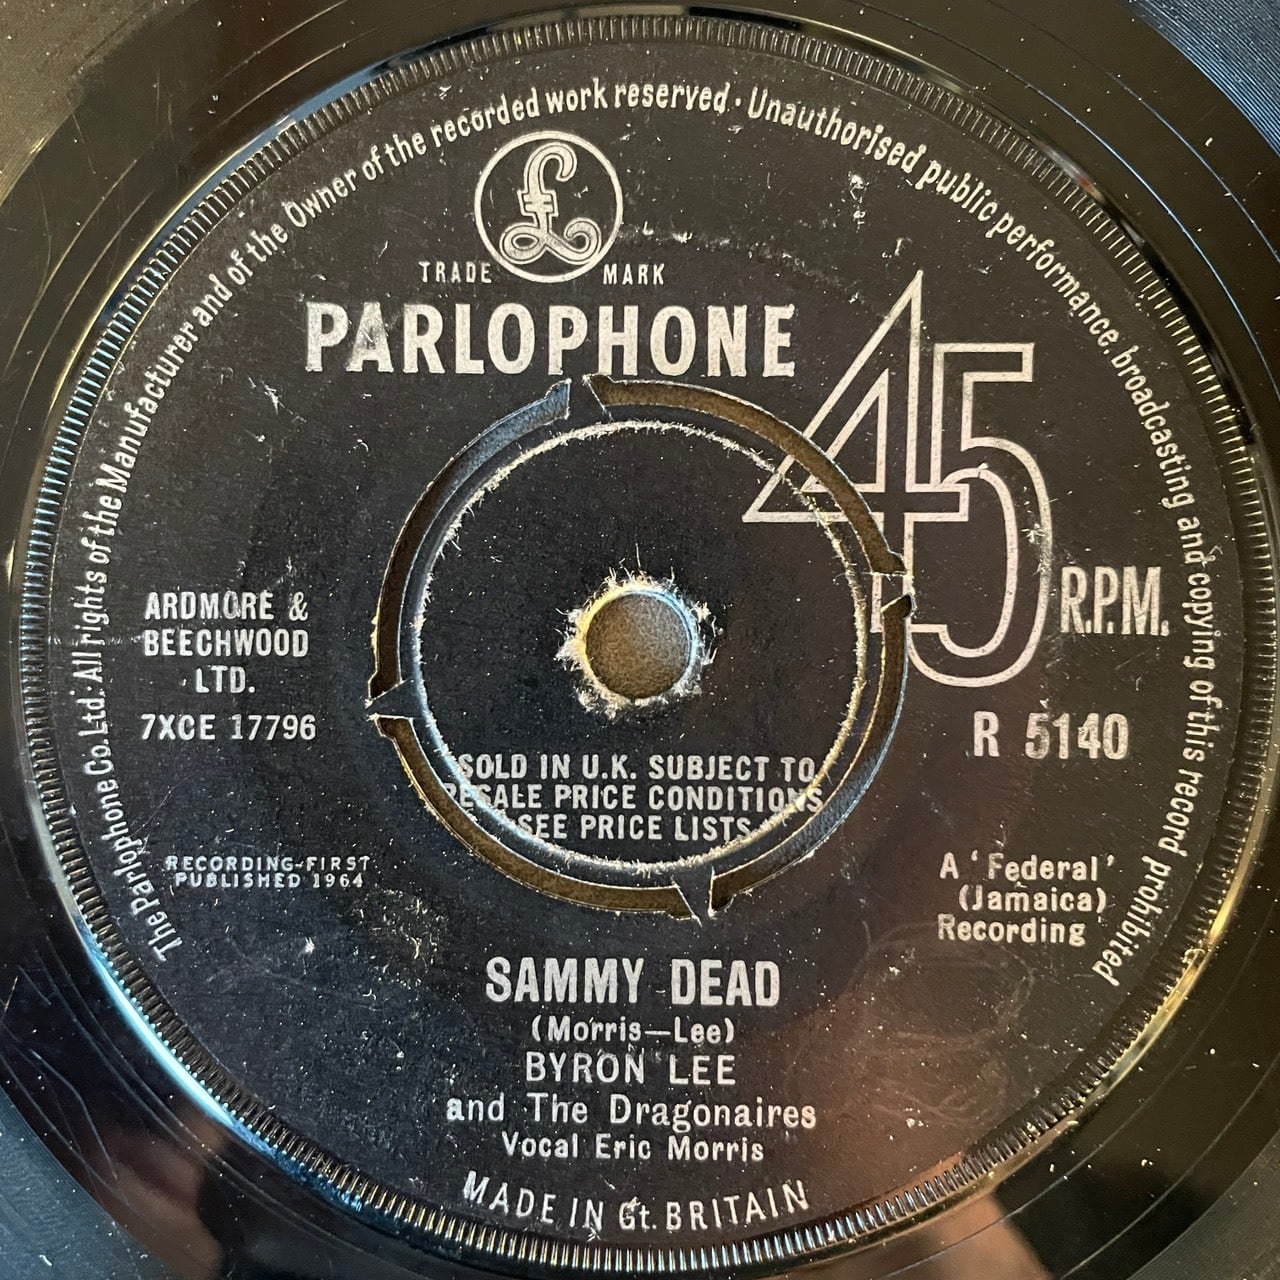 The Parlophone Co.Ltd. All rights of the Manufacturer and of the Owner of the recorded work reserved · Unauthorised public performance, broadcasting and copying of this record prohibited
£
TRADE MARK
PARLOPHONE
45
R.P.M.
ARDMORE &
BEECHWOOD
LTD.
7XCE 17796
R 5140
SOLD IN U.K. SUBJECT TO
RESALE PRICE CONDITIONS
SEE PRICE LISTS
RECORDING-FIRST
PUBLISHED 1964
A 'Federal'
(Jamaica)
Recording
SAMMY DEAD
(Morris—Lee)
BYRON LEE
and The Dragonaires
Vocal Eric Morris
MADE IN Gt. BRITAIN